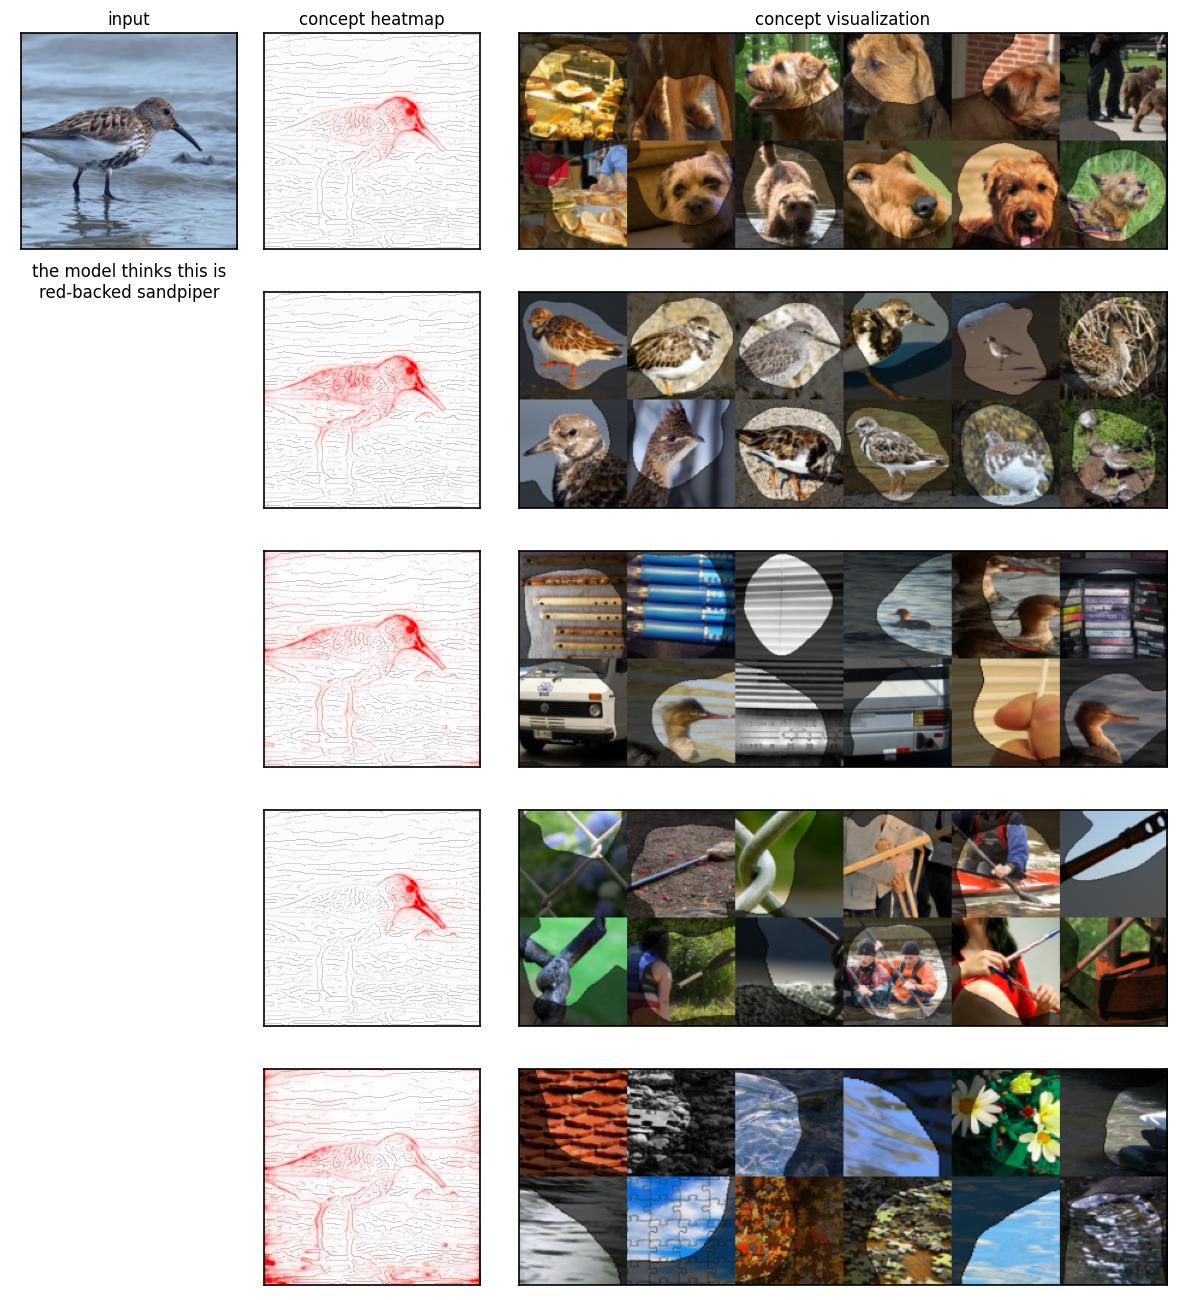 input
concept heatmap
concept visualization
the model thinks this is
red-backed sandpiper